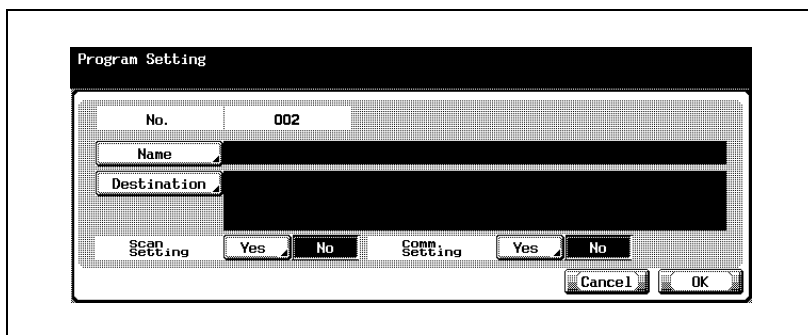 Program Setting
No. 002
Name
Destination
Scan Setting Yes No Comm. Setting Yes No
Cancel OK